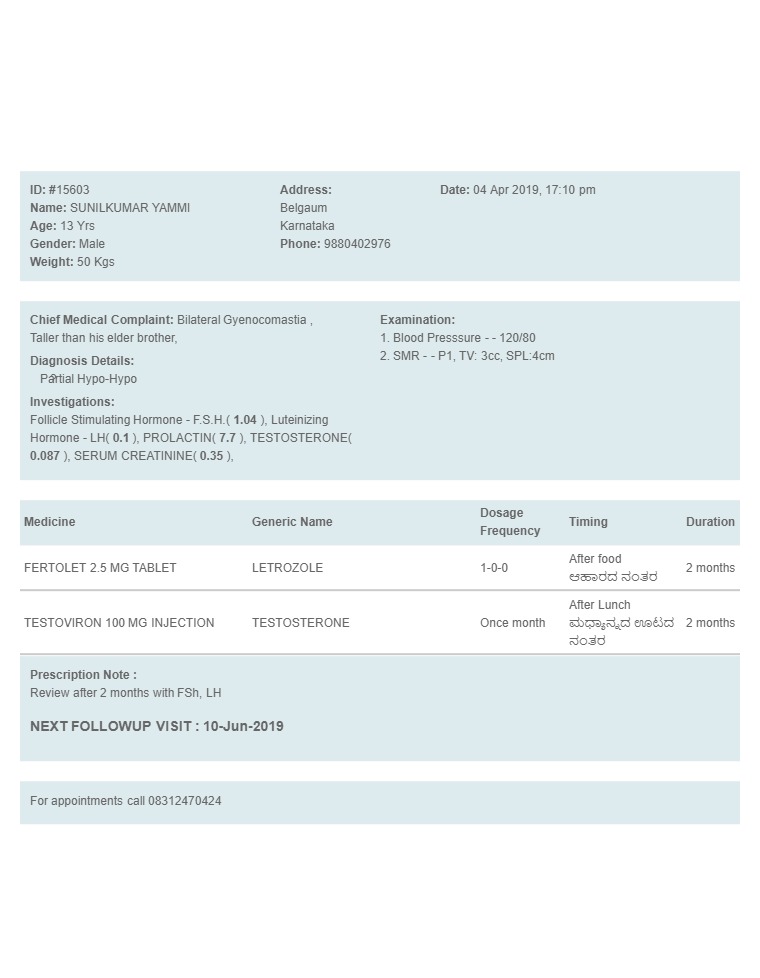 ID: #15603
Name: SUNILKUMAR YAMMI
Age: 13 Yrs
Gender: Male
Weight: 50 Kgs
Address:
Belgaum
Karnataka
Phone: 9880402976
Date: 04 Apr 2019, 17:10 pm
Chief Medical Complaint: Bilateral Gyenocomastia ,
Taller than his elder brother,
Diagnosis Details:
Partial Hypo-Hypo
Investigations:
Follicle Stimulating Hormone - F.S.H.( 1.04 ), Luteinizing
Hormone - LH( 0.1 ), PROLACTIN( 7.7 ), TESTOSTERONE(
0.087 ), SERUM CREATININE( 0.35 ),
Examination:
1. Blood Presssure - - 120/80
2. SMR - - P1, TV: 3cc, SPL:4cm
Medicine Generic Name Dosage Frequency Timing Duration
FERTOLET 2.5 MG TABLET LETROZOLE 1-0-0 After food 2 months
ಆಹಾರದ ನಂತರ
TESTOVIRON 100 MG INJECTION TESTOSTERONE Once month After Lunch 2 months
ಮಧ್ಯಾನ್ನದ ಊಟದ
ನಂತರ
Prescription Note :
Review after 2 months with FSh, LH
NEXT FOLLOWUP VISIT : 10-Jun-2019
For appointments call 08312470424